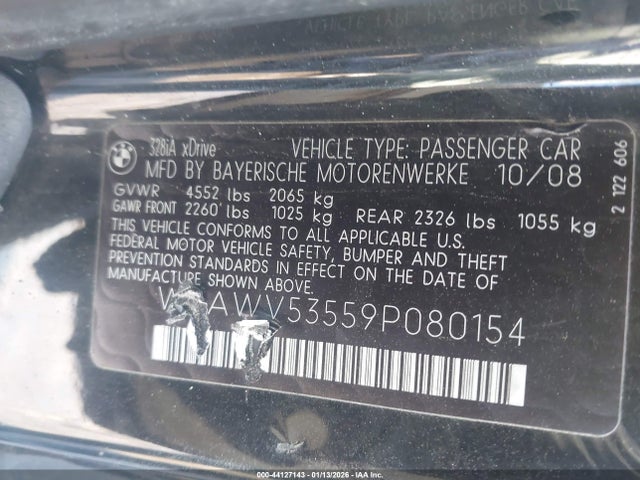 BMW
328iA xDrive
VEHICLE TYPE: PASSENGER CAR
MFD BY BAYERISCHE MOTORENWERKE 10/08
GVWR 4552 lbs 2065 kg
GAWR FRONT 2260 lbs 1025 kg REAR 2326 lbs 1055 kg
THIS VEHICLE CONFORMS TO ALL APPLICABLE U.S.
FEDERAL MOTOR VEHICLE SAFETY, BUMPER AND THEFT
PREVENTION STANDARDS IN EFFECT ON THE DATE OF
MANUFACTURE SHOWN ABOVE.
2 122 606
000-44127143 | 01/13/2026 - IAAI.COM